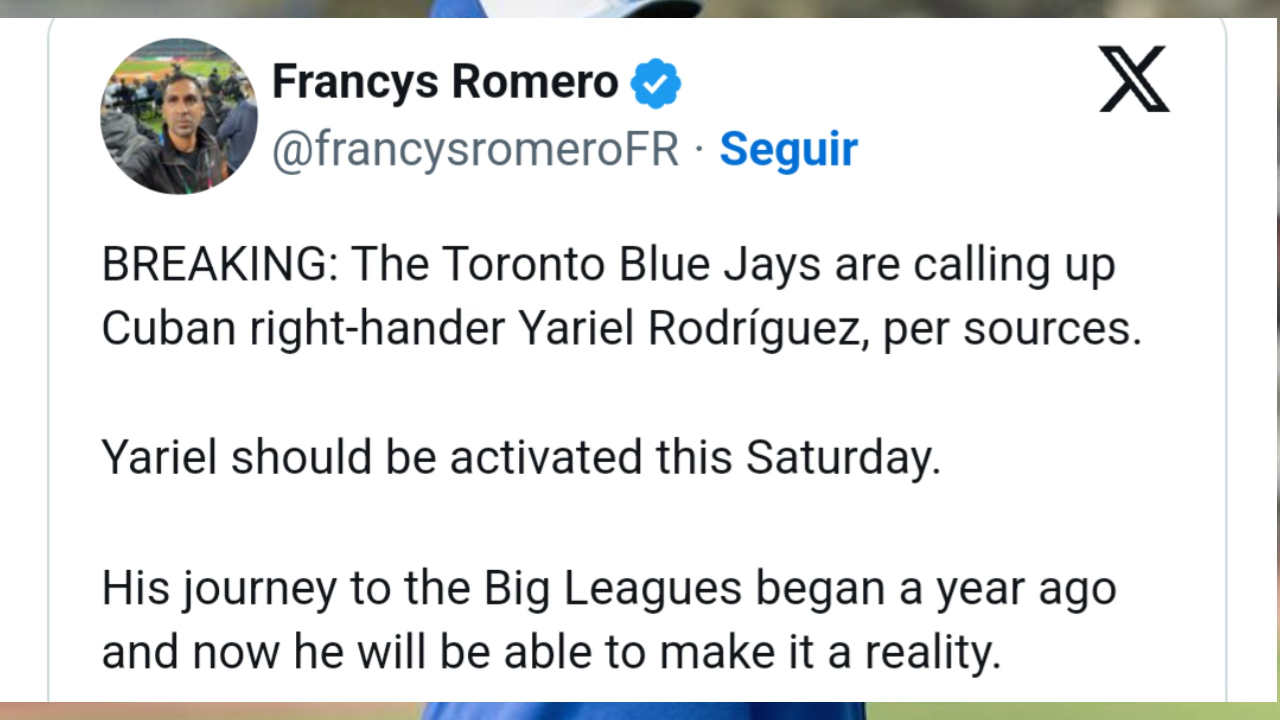 Francys Romero
@francysromeroFR · Seguir
BREAKING: The Toronto Blue Jays are calling up
Cuban right-hander Yariel Rodríguez, per sources.
Yariel should be activated this Saturday.
His journey to the Big Leagues began a year ago
and now he will be able to make it a reality.